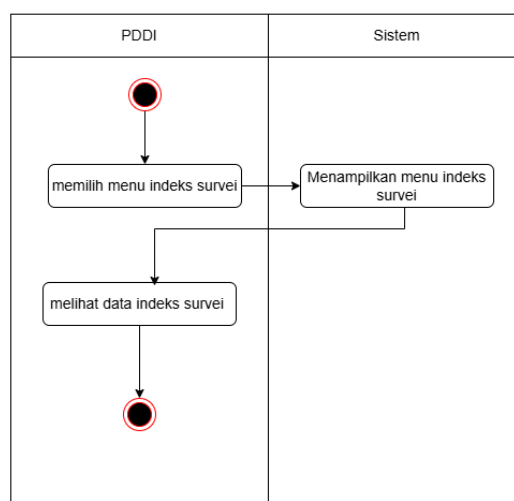 PDDI
Sistem
memilih menu indeks survei
Menampilkan menu indeks
survei
melihat data indeks survei